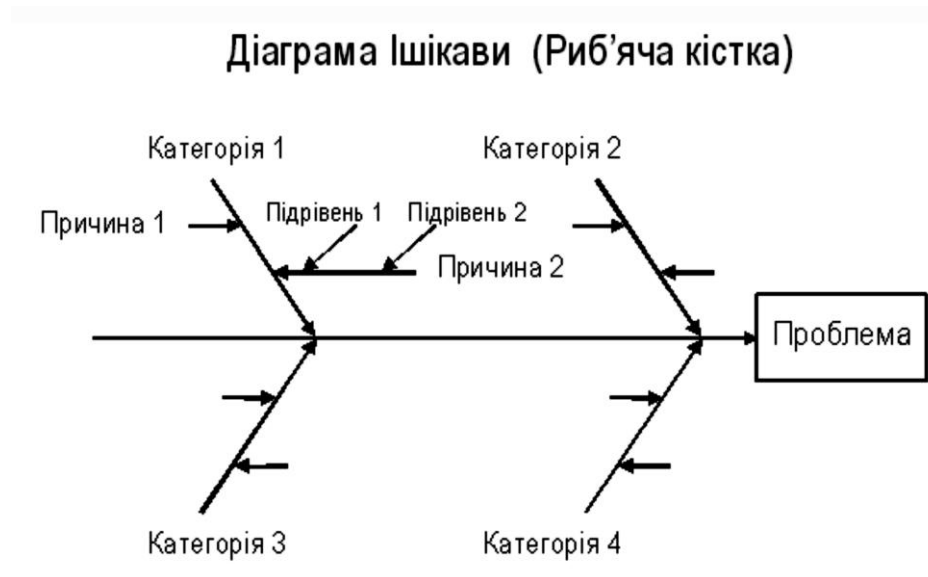 Діаграма Ішікави (Риб’яча кістка)
Категорія 1
Категорія 2
Причина 1
Підрівень 1
Підрівень 2
Причина 2
Проблема
Категорія 3
Категорія 4